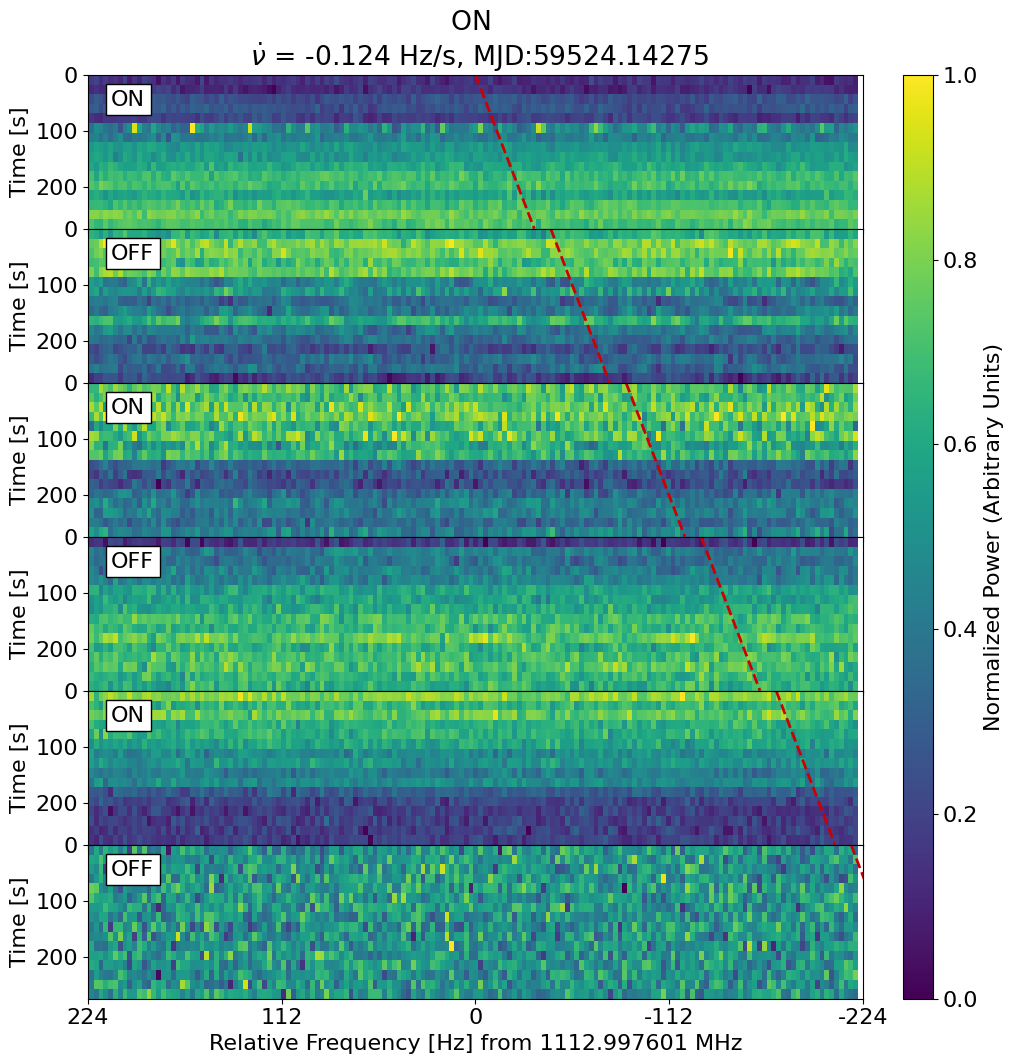 ON
ν̇ = -0.124 Hz/s, MJD:59524.14275
0
100
200
Time [s]
ON
0
100
200
Time [s]
OFF
0
100
200
Time [s]
ON
0
100
200
Time [s]
OFF
0
100
200
Time [s]
ON
0
100
200
Time [s]
OFF
224 112 0 -112 -224
Relative Frequency [Hz] from 1112.997601 MHz
1.0
0.8
0.6
0.4
0.2
0.0
Normalized Power (Arbitrary Units)